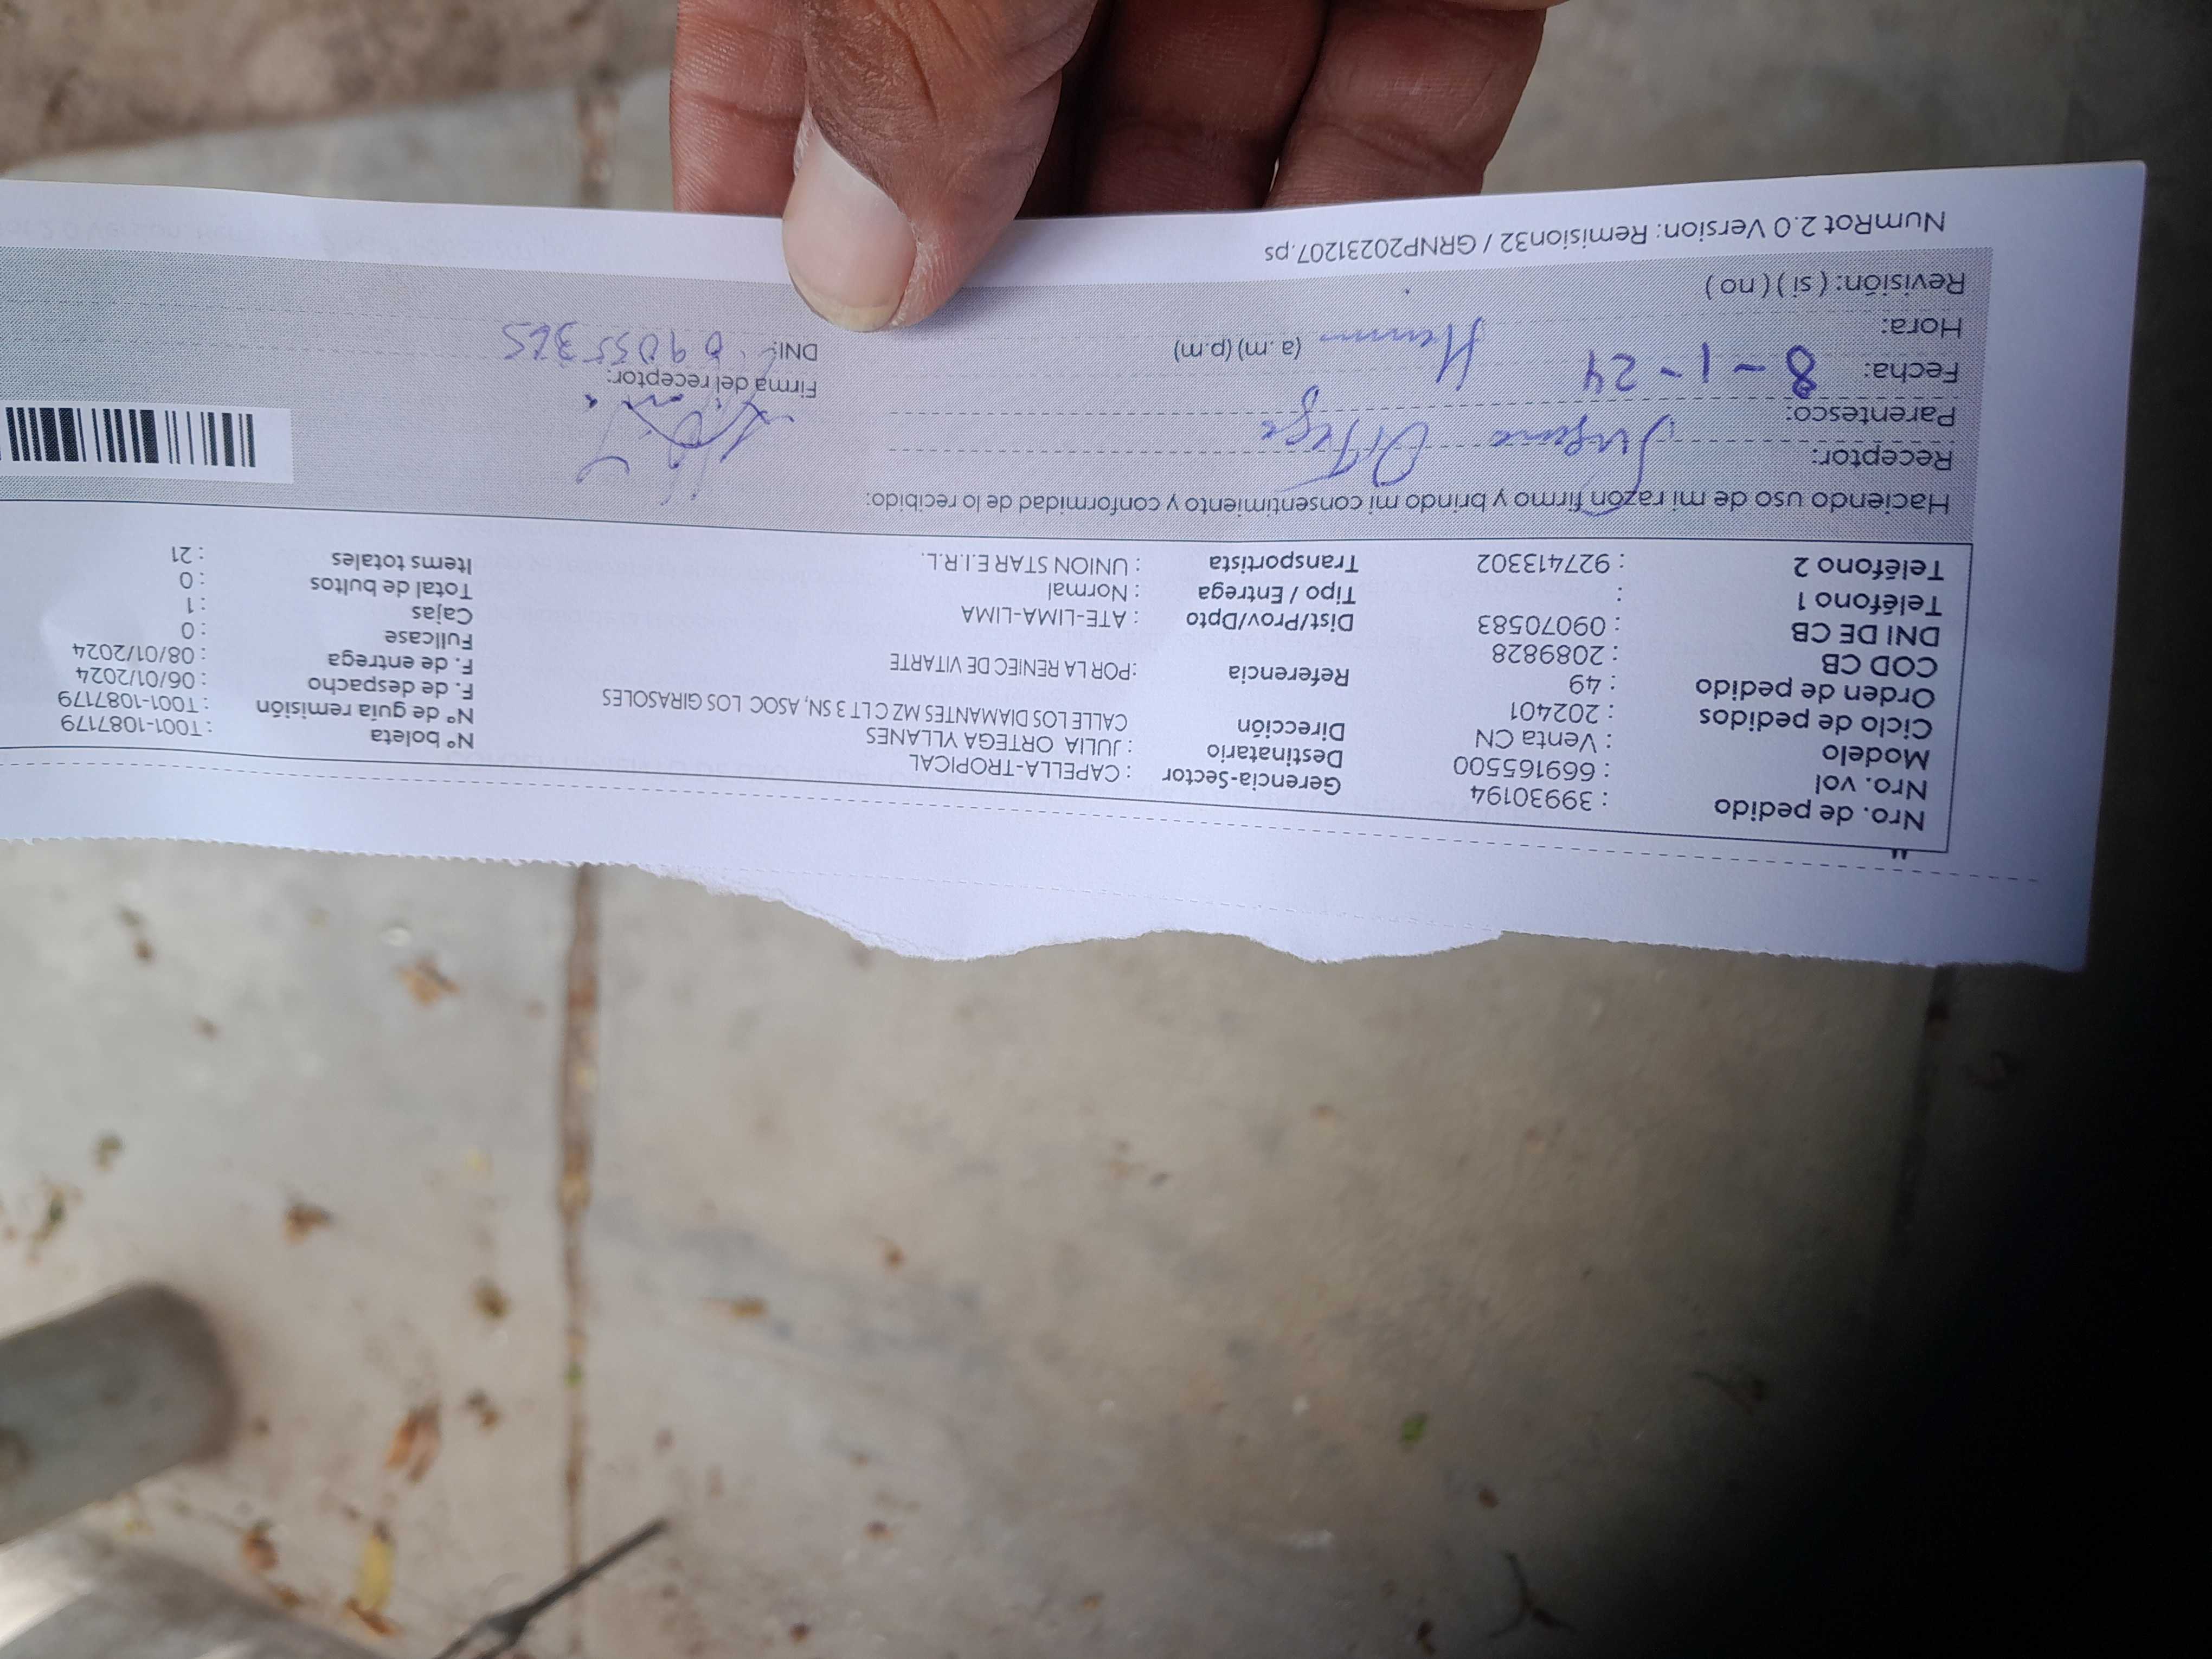 Nro. de pedido : 39930194 Gerencia-Sector : CAPELLA-TROPICAL Nº boleta : T001-1087179
Nro. vol : 669165500 Destinatario : JULIA ORTEGA YLLANES Nº de guia remisión : T001-1087179
Modelo : Venta CN Dirección CALLE LOS DIAMANTES MZ C LT 3 SN, ASOC LOS GIRASOLES F. de despacho : 06/01/2024
Ciclo de pedidos : 202401 F. de entrega : 08/01/2024
Orden de pedido : 49 Referencia :POR LA RENIEC DE VITARTE Fullcase : 0
COD CB : 2089828 Cajas : 1
DNI DE CB : 09070583 Dist/Prov/Dpto : ATE-LIMA-LIMA Total de bultos : 0
Teléfono 1 : Tipo / Entrega : Normal Items totales : 21
Teléfono 2 : 927413302 Transportista : UNION STAR E.I.R.L.
Haciendo uso de mi razón firmo y brindo mi consentimiento y conformidad de lo recibido:
Receptor: Ortega
Parentesco:
Fecha: 8-1-24 Firma del receptor:
Hora: (a.m) (p.m) DNI:
Revisión: ( si ) ( no )
NumRot 2.0 Version: Remision32 / GRNP20231207.ps